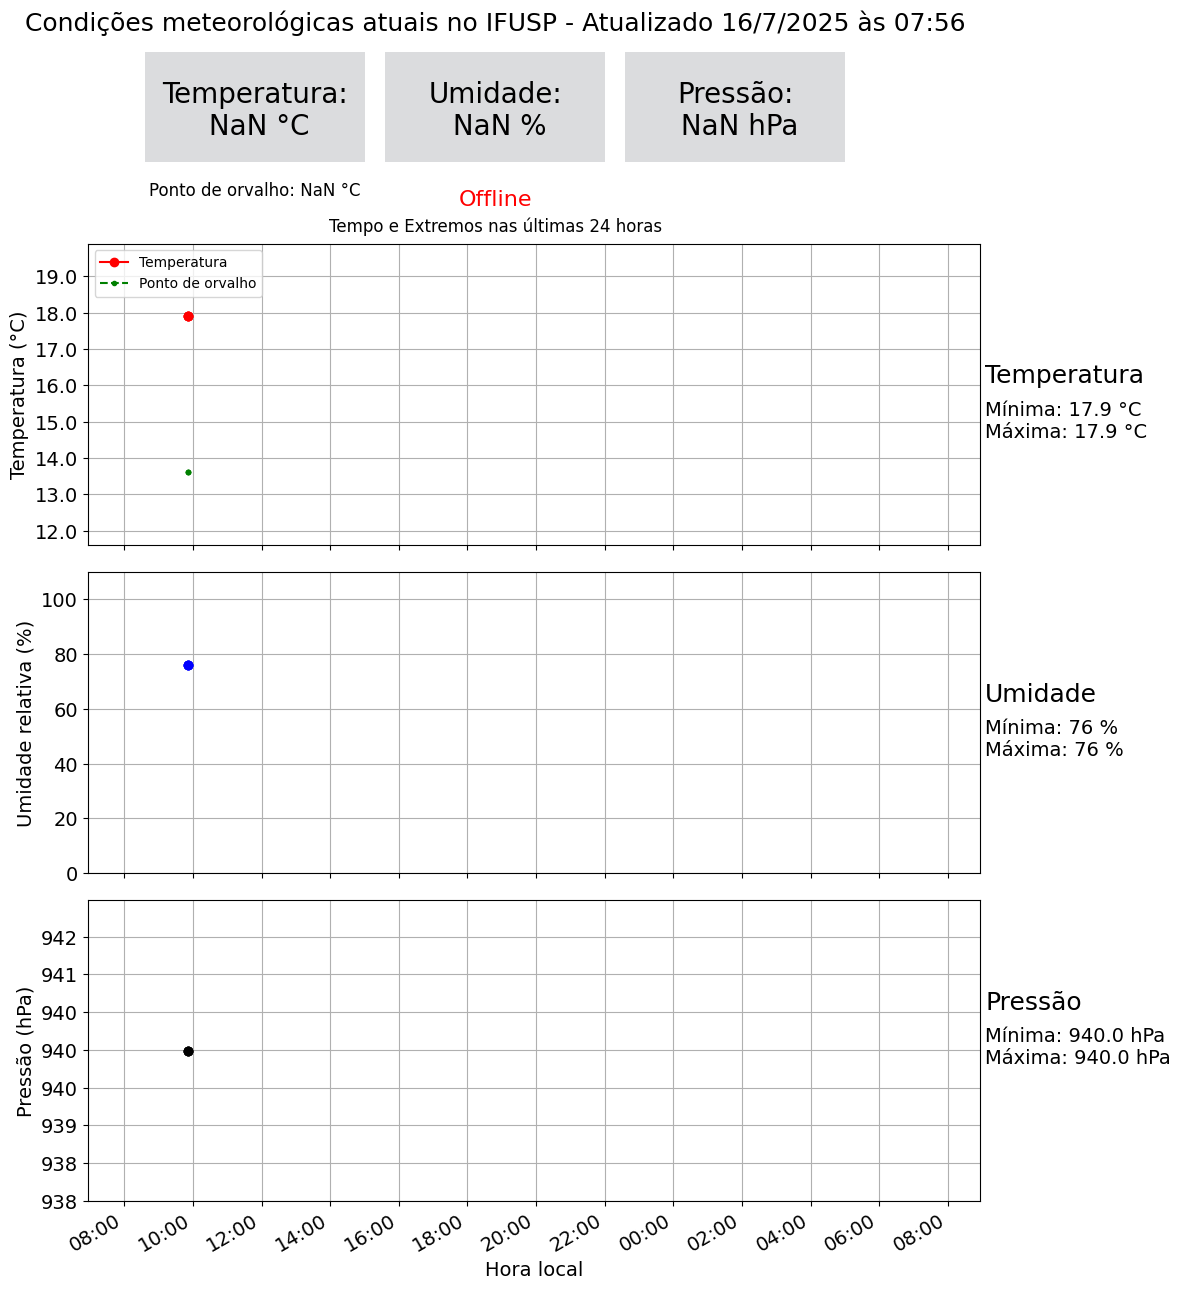 Condições meteorológicas atuais no IFUSP - Atualizado 16/7/2025 às 07:56
Temperatura:
NaN °C
Umidade:
NaN %
Pressão:
NaN hPa
Ponto de orvalho: NaN °C
Offline
Tempo e Extremos nas últimas 24 horas
Temperatura
Ponto de orvalho
Temperatura (°C)
19.0
18.0
17.0
16.0
15.0
14.0
13.0
12.0
Temperatura
Mínima: 17.9 °C
Máxima: 17.9 °C
Umidade relativa (%)
100
80
60
40
20
0
Umidade
Mínima: 76 %
Máxima: 76 %
Pressão (hPa)
942
941
940
940
940
939
938
938
Pressão
Mínima: 940.0 hPa
Máxima: 940.0 hPa
08:00
10:00
12:00
14:00
16:00
18:00
20:00
22:00
00:00
02:00
04:00
06:00
08:00
Hora local